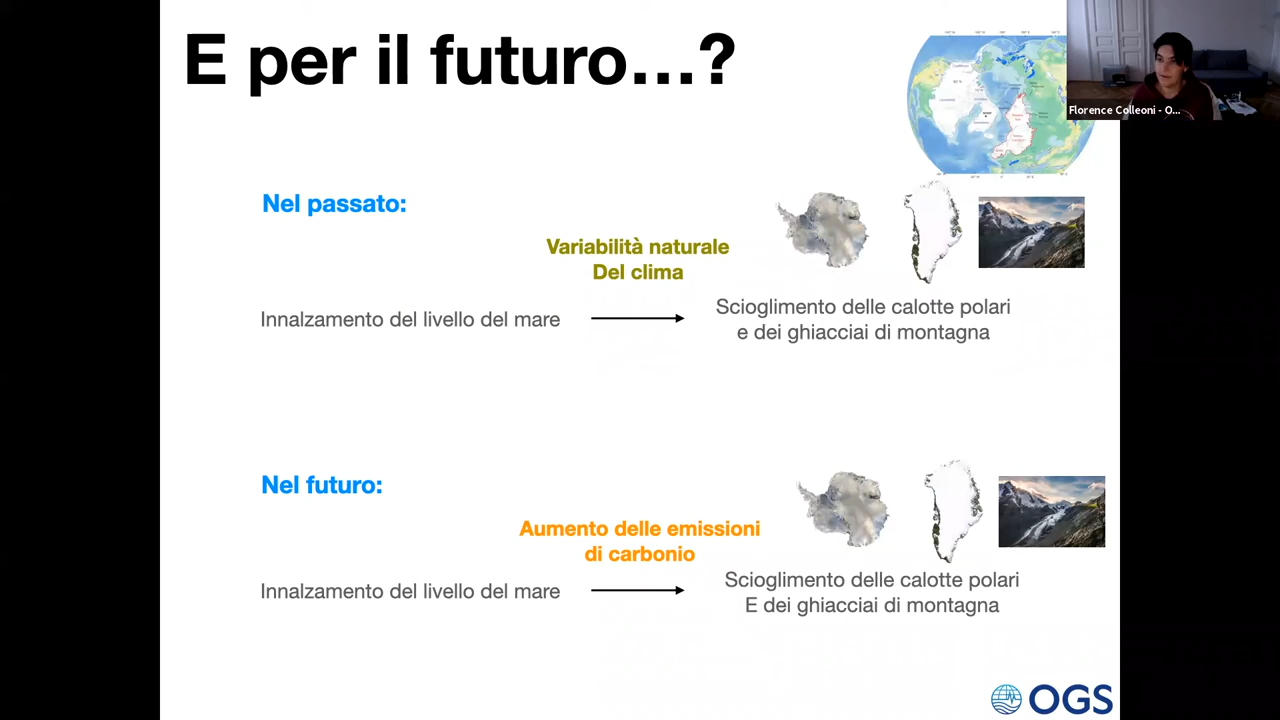 E per il futuro...?
Florence Colleoni - O...
Nel passato:
Variabilità naturale
Del clima
Innalzamento del livello del mare
Scioglimento delle calotte polari
e dei ghiacciai di montagna
Nel futuro:
Aumento delle emissioni
di carbonio
Innalzamento del livello del mare
Scioglimento delle calotte polari
E dei ghiacciai di montagna
OGS